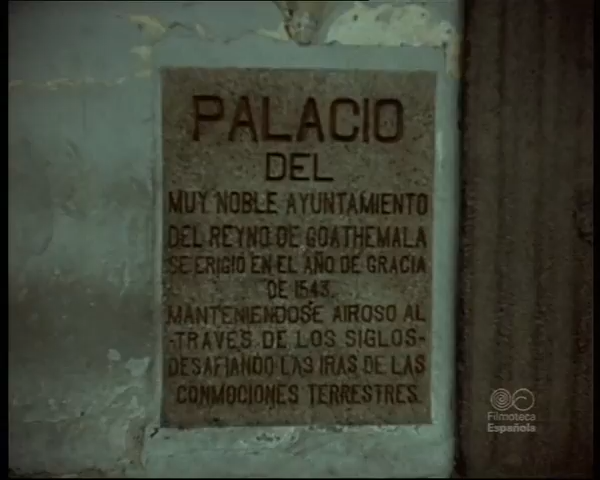 PALACIO
DEL
MUY NOBLE AYUNTAMIENTO
DEL REYNO DE GOATHEMALA
SE ERIGIO EN EL AÑO DE GRACIA
DE 1543.
MANTENIENDOSE AIROSO AL
-TRAVES DE LOS SIGLOS-
DESAFIANDO LAS IRAS DE LAS
CONMOCIONES TERRESTRES.
Filmoteca
Española